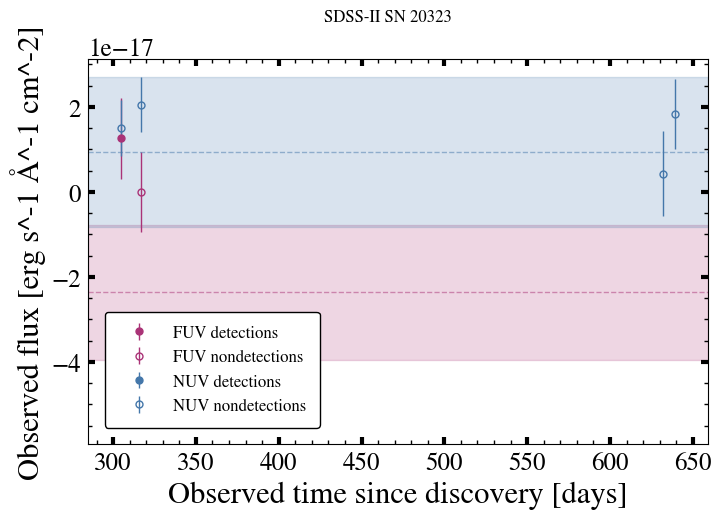 SDSS-II SN 20323
1e−17
Observed flux [erg s^-1 Å^-1 cm^-2]
2
0
−2
−4
FUV detections
FUV nondetections
NUV detections
NUV nondetections
300 350 400 450 500 550 600 650
Observed time since discovery [days]